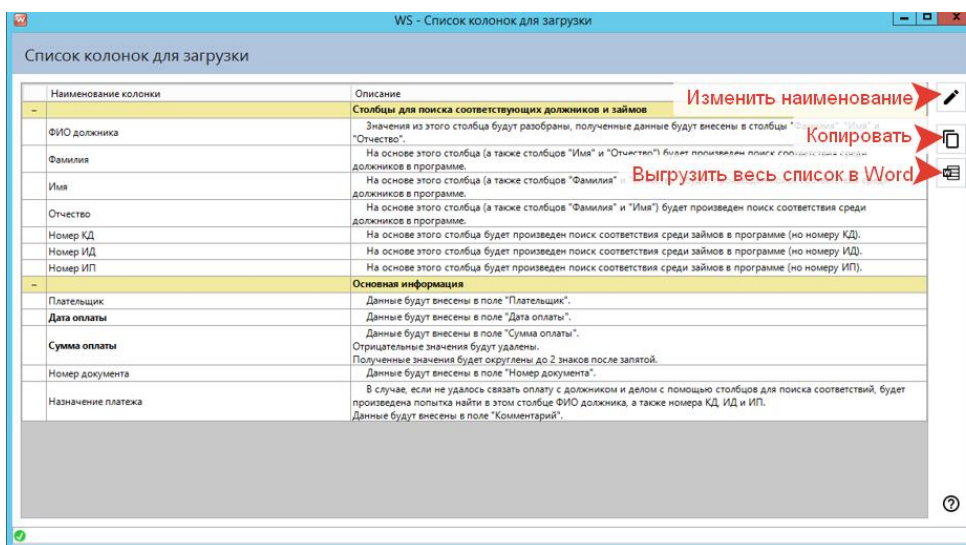 WS - Список колонок для загрузки
Список колонок для загрузки
Наименование колонки Описание
Столбцы для поиска соответствующих должников и займов
Изменить наименование
ФИО должника Значения из этого столбца будут разобраны, полученные данные будут внесены в столбцы "Фамилия", "Имя" и
"Отчество".
Копировать
Фамилия На основе этого столбца (а также столбцов "Имя" и "Отчество") будет произведен поиск соответствия среди
должников в программе.
Выгрузить весь список в Word
Имя На основе этого столбца (а также столбцов "Фамилия"
должников в программе.
Отчество На основе этого столбца (а также столбцов "Фамилия" и "Имя") будет произведен поиск соответствия среди
должников в программе.
Номер КД На основе этого столбца будет произведен поиск соответствия среди займов в программе (но номеру КД).
Номер ИД На основе этого столбца будет произведен поиск соответствия среди займов в программе (но номеру ИД).
Номер ИП На основе этого столбца будет произведен поиск соответствия среди займов в программе (но номеру ИП).
Основная информация
Плательщик Данные будут внесены в поле "Плательщик".
Дата оплаты Данные будут внесены в поле "Дата оплаты".
Сумма оплаты Данные будут внесены в поле "Сумма оплаты".
Отрицательные значения будут удалены.
Полученные значения будет округлены до 2 знаков после запятой.
Номер документа Данные будут внесены в поле "Номер документа".
Назначение платежа В случае, если не удалось связать оплату с должником и делом с помощью столбцов для поиска соответствий, будет
произведена попытка найти в этом столбце ФИО должника, а также номера КД, ИД и ИП.
Данные будут внесены в поле "Комментарий".